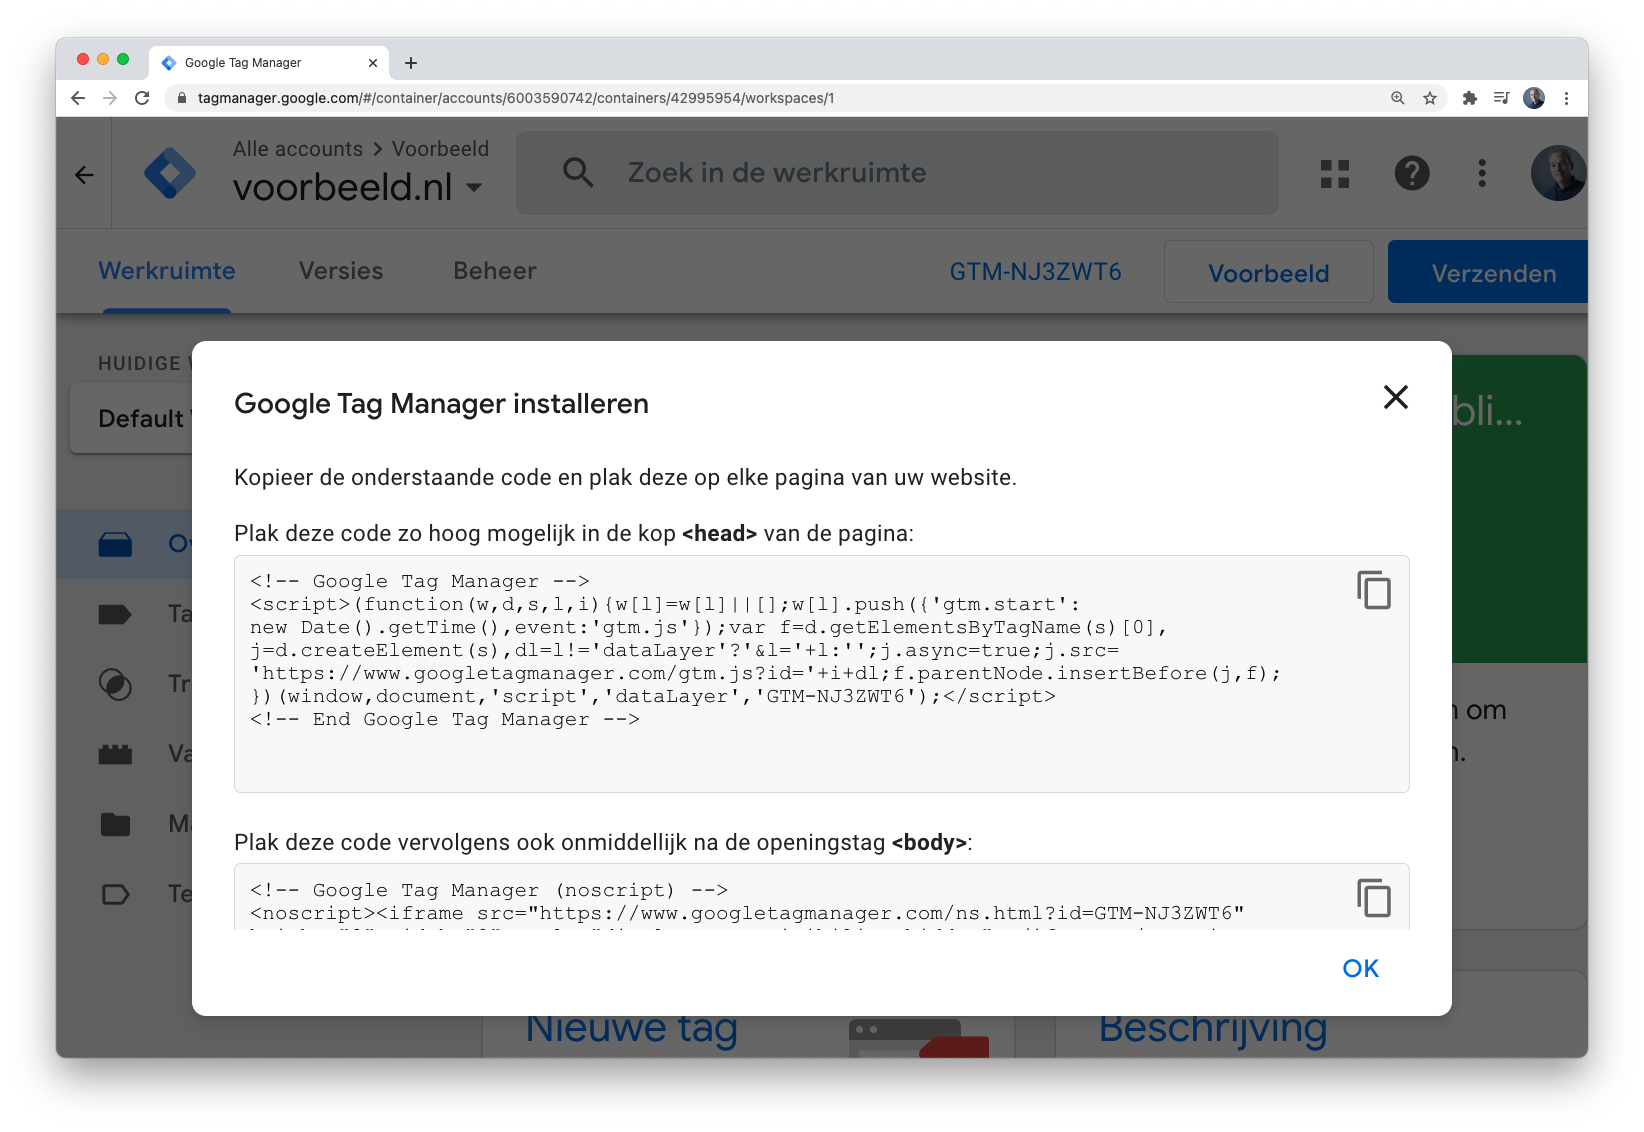 Google Tag Manager
tagmanager.google.com/#/container/accounts/6003590742/containers/42995954/workspaces/1
Alle accounts > Voorbeeld
voorbeeld.nl
Zoek in de werkruimte
Werkruimte Versies Beheer GTM-NJ3ZWT6 Voorbeeld Verzenden
HUIDIGE
Default
bli...
Ov
Ta
Tr
Va
Ma
Te
om
Google Tag Manager installeren
Kopieer de onderstaande code en plak deze op elke pagina van uw website.
Plak deze code zo hoog mogelijk in de kop <head> van de pagina:
<!-- Google Tag Manager -->
<script>(function(w,d,s,l,i){w[l]=w[l]||[];w[l].push({'gtm.start':
new Date().getTime(),event:'gtm.js'});var f=d.getElementsByTagName(s)[0],
j=d.createElement(s),dl=l!='dataLayer'?'&l='+l:'';j.async=true;j.src=
'https://www.googletagmanager.com/gtm.js?id='+i+dl;f.parentNode.insertBefore(j,f);
})(window,document,'script','dataLayer','GTM-NJ3ZWT6');</script>
<!-- End Google Tag Manager -->
Plak deze code vervolgens ook onmiddellijk na de openingstag <body>:
<!-- Google Tag Manager (noscript) -->
<noscript><iframe src="https://www.googletagmanager.com/ns.html?id=GTM-NJ3ZWT6"
OK
Nieuwe tag
Beschrijving